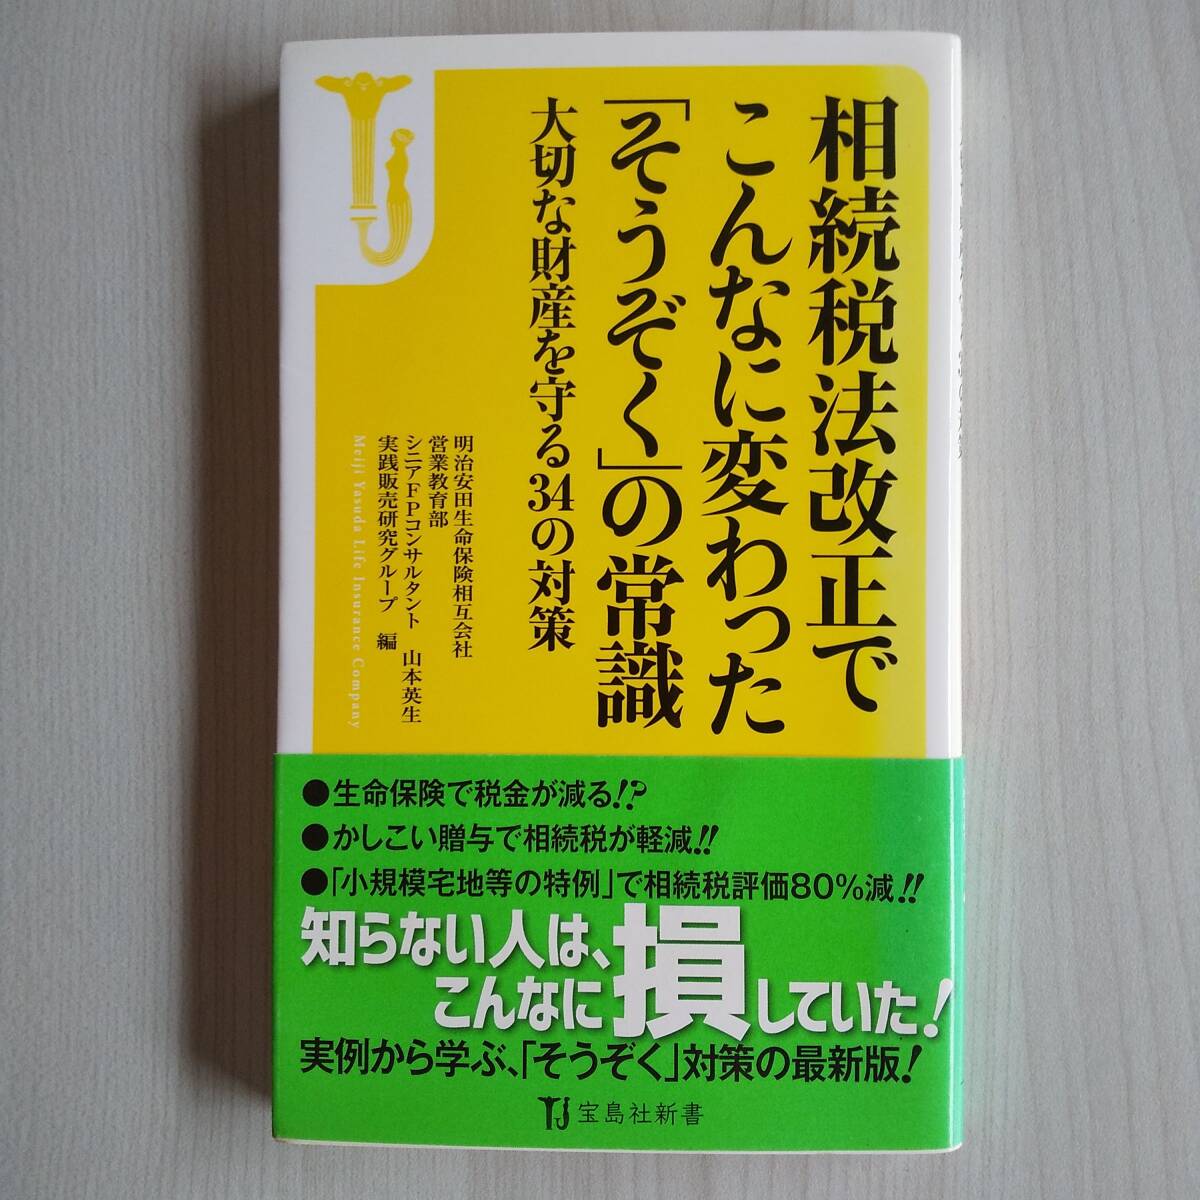 相続税法改正で
こんなに変わった
「そうぞく」の常識
大切な財産を守る34の対策
明治安田生命保険相互会社
営業教育部
シニアFPコンサルタント 山本英生
実践販売研究グループ 編
Meiji Yasuda Life Insurance Company
●生命保険で税金が減る!?
●かしこい贈与で相続税が軽減!!
●「小規模宅地等の特例」で相続税評価80%減!!
知らない人は、
こんなに損していた!
実例から学ぶ、「そうぞく」対策の最新版!
TJ 宝島社新書